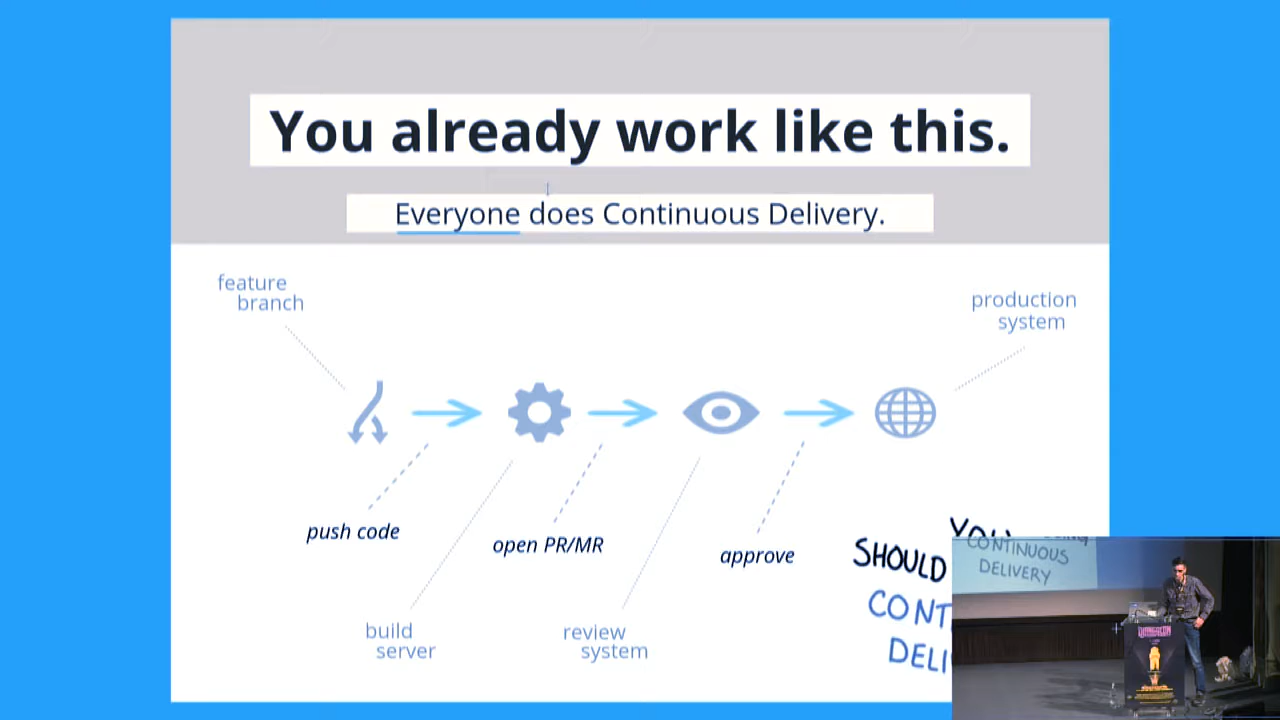 You already work like this.
Everyone does Continuous Delivery.
feature
branch
production
system
push code
open PR/MR
approve
build
server
review
system
YOU
SHOULD
CONT
DELI
CONTINUOUS
DELIVERY